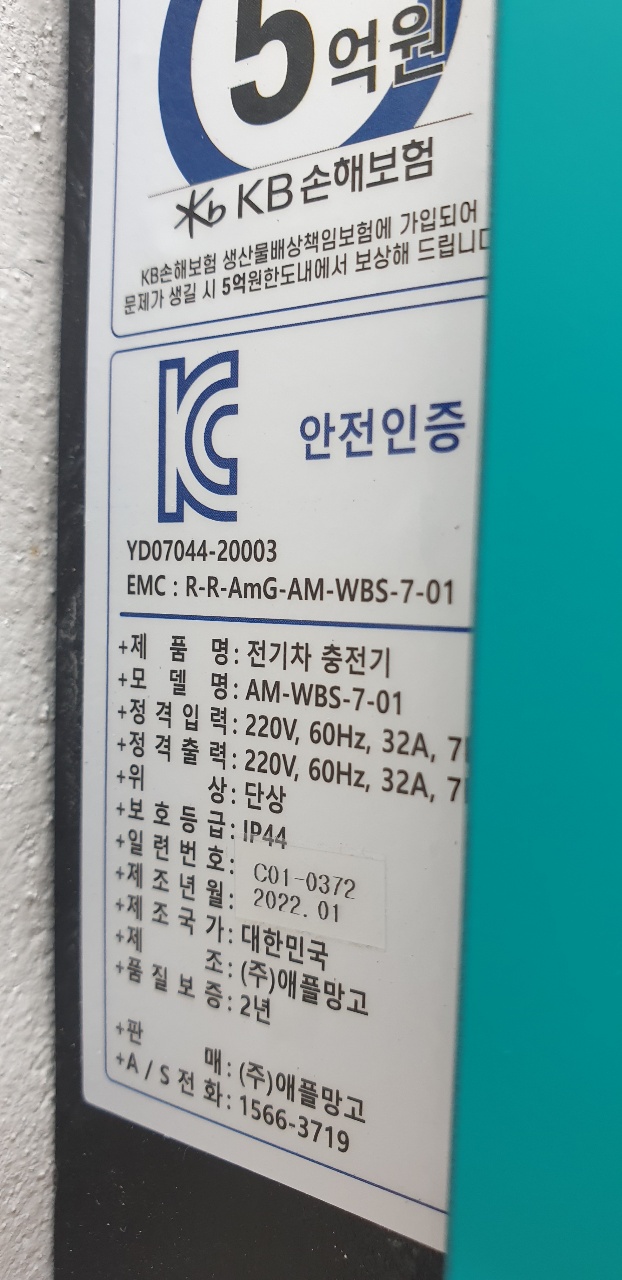 5억원
KB손해보험
KB손해보험 생산물배상책임보험에 가입되어
문제가 생길 시 5억원한도내에서 보상해 드립니다
안전인증
YD07044-20003
EMC : R-R-AmG-AM-WBS-7-01
+제 품 명: 전기차 충전기
+모 델 명: AM-WBS-7-01
+정 격 입 력: 220V, 60Hz, 32A, 7
+정 격 출 력: 220V, 60Hz, 32A, 7
+위 상: 단상
+보 호 등 급: IP44
+일 련 번 호: C01-0372
+제 조 년 월: 2022.01
+제 조 국 가: 대한민국
+제 조: (주)애플망고
+품 질 보 증: 2년
+판 매: (주)애플망고
+A / S 전 화: 1566-3719